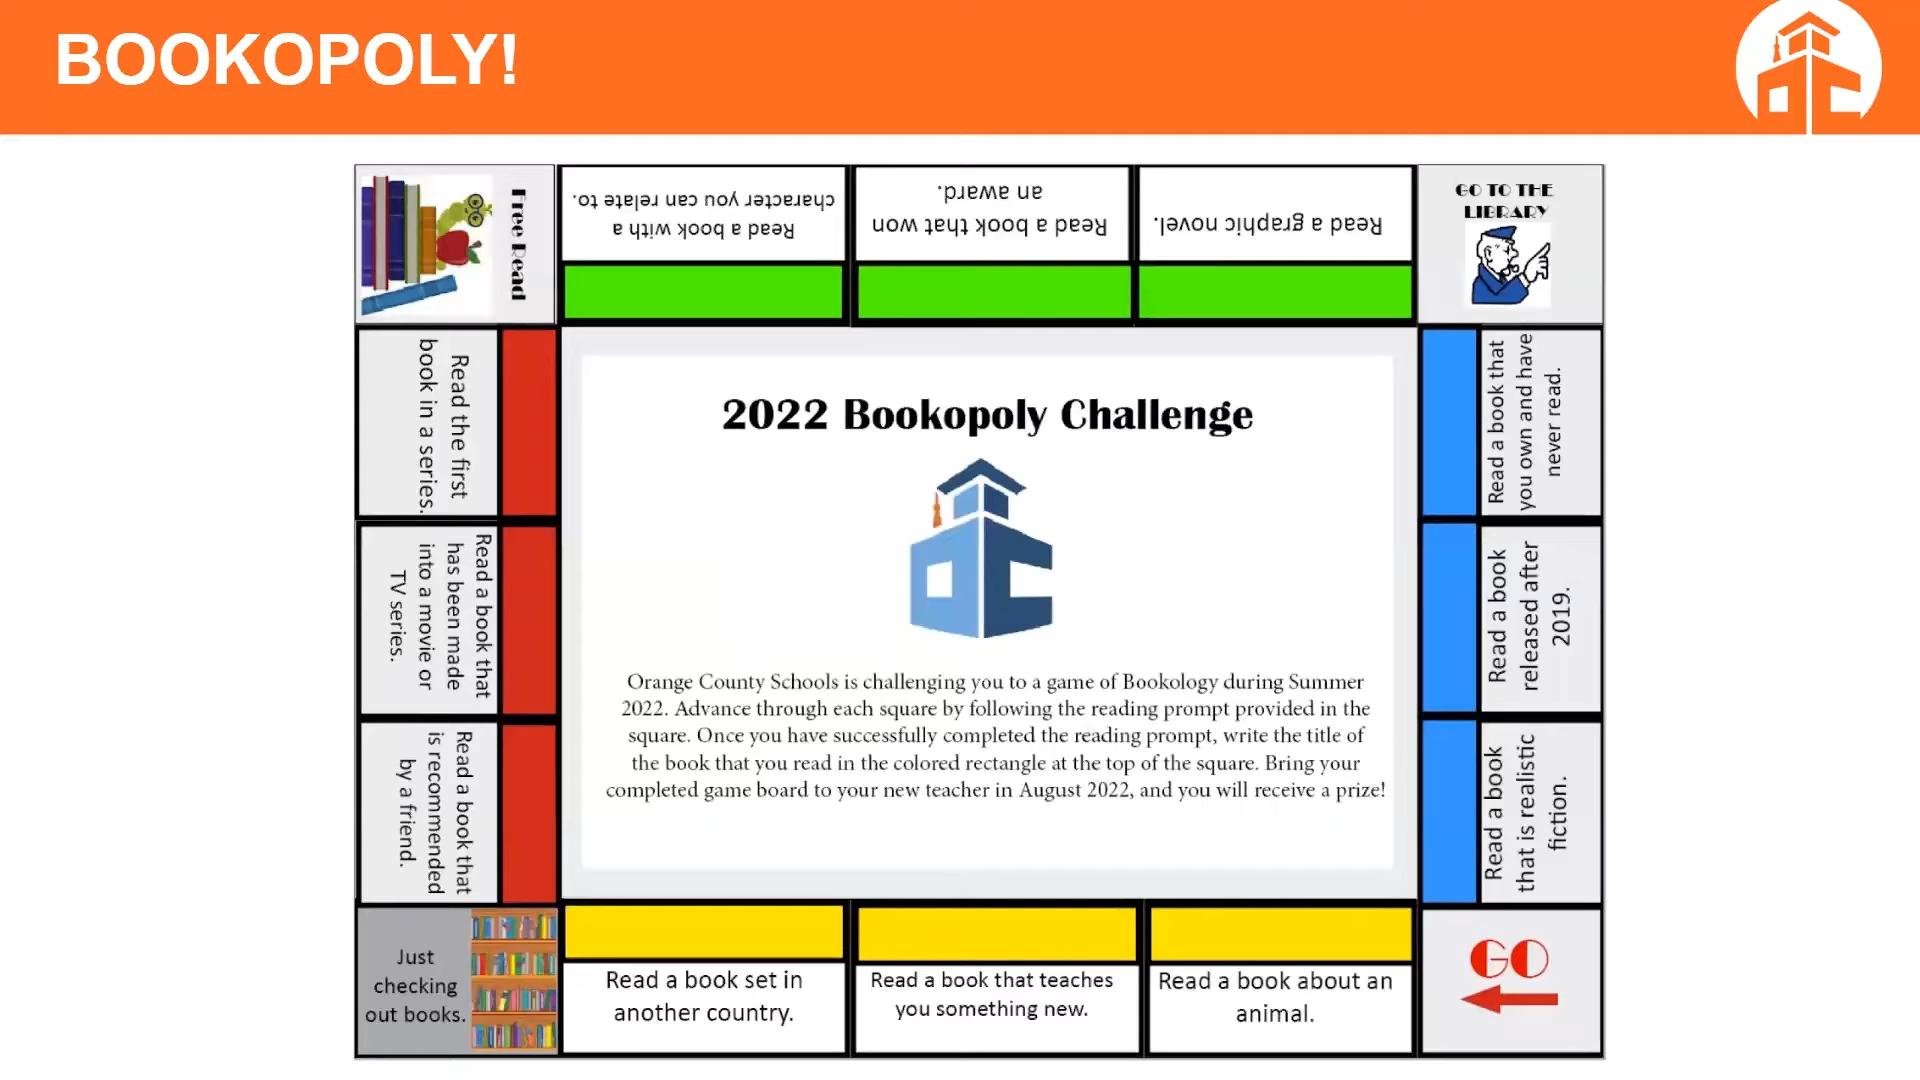 BOOKOPOLY!
Free Read
Read a book with a
character you can relate to.
Read a book that won
an award.
Read a graphic novel.
GO TO THE
LIBRARY
Read the first
book in a series.
Read a book that
has been made
into a movie or
TV series.
Read a book that
is recommended
by a friend.
2022 Bookopoly Challenge
OC
Orange County Schools is challenging you to a game of Bookology during Summer
2022. Advance through each square by following the reading prompt provided in the
square. Once you have successfully completed the reading prompt, write the title of
the book that you read in the colored rectangle at the top of the square. Bring your
completed game board to your new teacher in August 2022, and you will receive a prize!
Read a book that
you own and have
never read.
Read a book
released after
2019.
Read a book
that is realistic
fiction.
Just
checking
out books.
Read a book set in
another country.
Read a book that teaches
you something new.
Read a book about an
animal.
GO